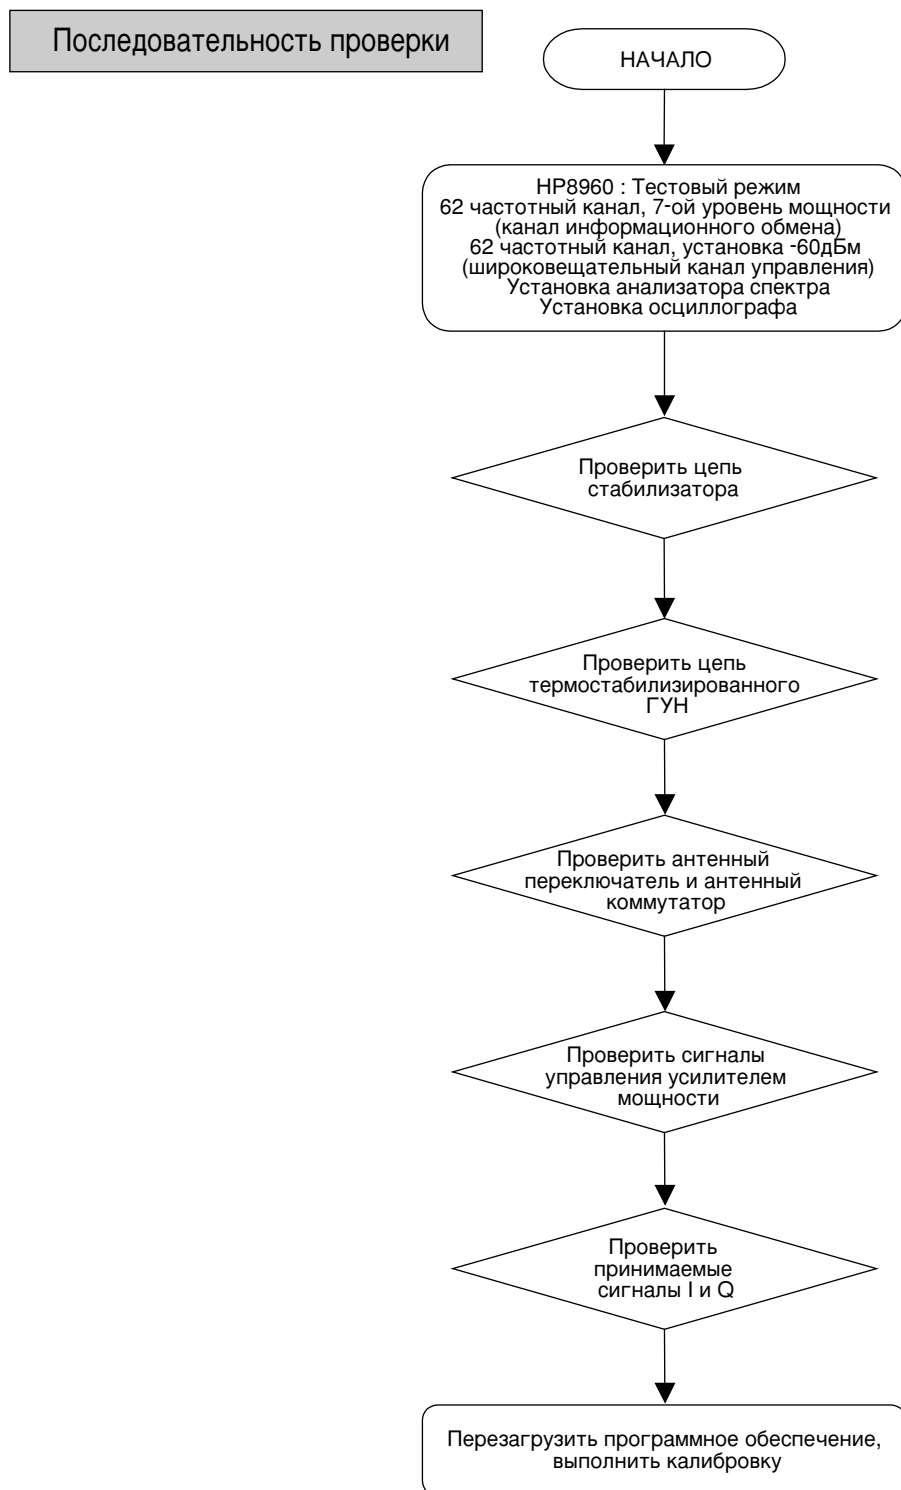 Последовательность проверки
НАЧАЛО
HP8960 : Тестовый режим
62 частотный канал, 7-ой уровень мощности
(канал информационного обмена)
62 частотный канал, установка -60дБм
(широковещательный канал управления)
Установка анализатора спектра
Установка осциллографа
Проверить цепь
стабилизатора
Проверить цепь
термостабилизированного
ГУН
Проверить антенный
переключатель и антенный
коммутатор
Проверить сигналы
управления усилителем
мощности
Проверить
принимаемые
сигналы I и Q
Перезагрузить программное обеспечение,
выполнить калибровку